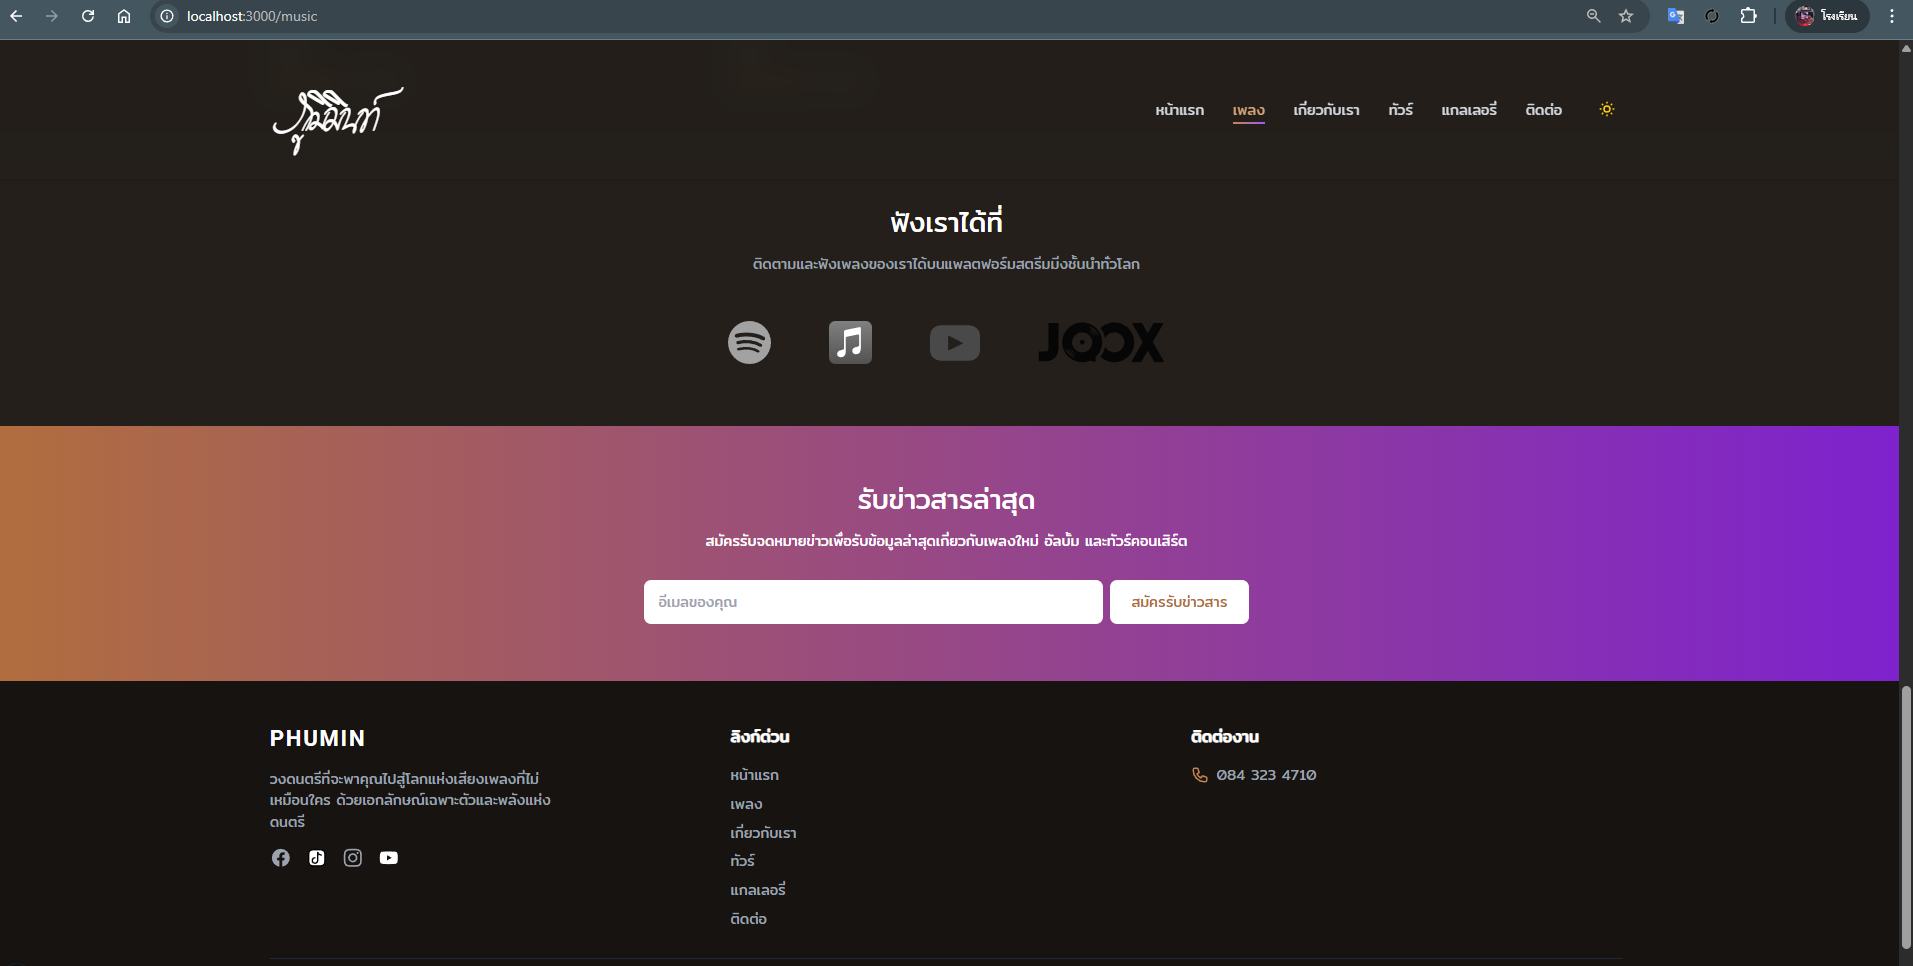 localhost:3000/music
โรงเรียน
ภูมิมินท์
หน้าแรก เพลง เกี่ยวกับเรา ทัวร์ แกลเลอรี่ ติดต่อ
ฟังเราได้ที่
ติดตามและฟังเพลงของเราได้บนแพลตฟอร์มสตรีมมิ่งชั้นนำทั่วโลก
JOOX
รับข่าวสารล่าสุด
สมัครรับจดหมายข่าวเพื่อรับข้อมูลล่าสุดเกี่ยวกับเพลงใหม่ อัลบั้ม และทัวร์คอนเสิร์ต
อีเมลของคุณ
สมัครรับข่าวสาร
PHUMIN
วงดนตรีที่จะพาคุณไปสู่โลกแห่งเสียงเพลงที่ไม่
เหมือนใคร ด้วยเอกลักษณ์เฉพาะตัวและพลังแห่ง
ดนตรี
ลิงก์ด่วน
หน้าแรก
เพลง
เกี่ยวกับเรา
ทัวร์
แกลเลอรี่
ติดต่อ
ติดต่องาน
084 323 4710